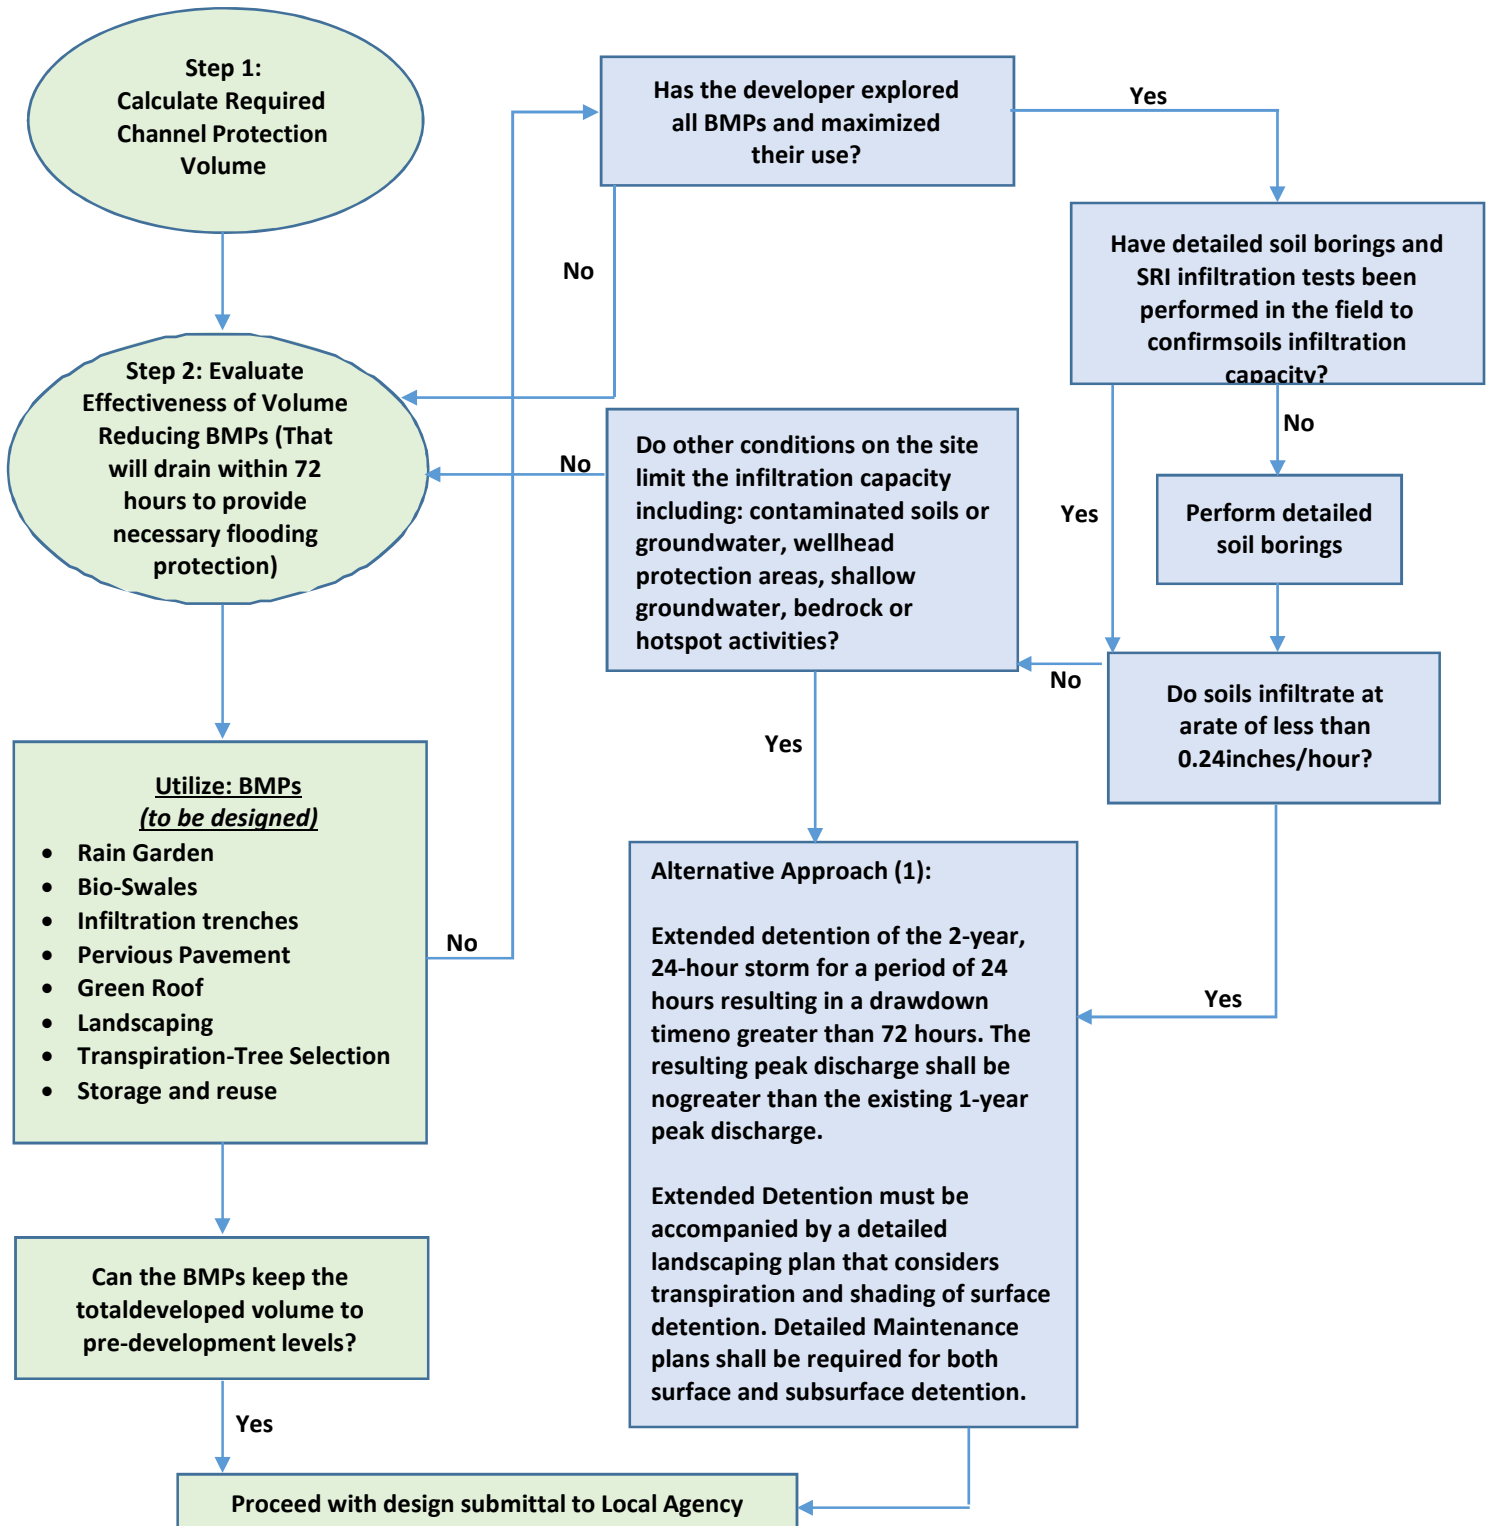 Step 1:
Calculate Required
Channel Protection
Volume
Step 2: Evaluate
Effectiveness of Volume
Reducing BMPs (That
will drain within 72
hours to provide
necessary flooding
protection)
Utilize: BMPs
(to be designed)
• Rain Garden
• Bio-Swales
• Infiltration trenches
• Pervious Pavement
• Green Roof
• Landscaping
• Transpiration-Tree Selection
• Storage and reuse
No
Can the BMPs keep the
totaldeveloped volume to
pre-development levels?
Yes
Proceed with design submittal to Local Agency
Has the developer explored
all BMPs and maximized
their use?
Yes
No
Have detailed soil borings and
SRI infiltration tests been
performed in the field to
confirmsoils infiltration
capacity?
No
Yes
Perform detailed
soil borings
Do soils infiltrate at
arate of less than
0.24inches/hour?
No
Yes
Do other conditions on the site
limit the infiltration capacity
including: contaminated soils or
groundwater, wellhead
protection areas, shallow
groundwater, bedrock or
hotspot activities?
No
Yes
Alternative Approach (1):
Extended detention of the 2-year,
24-hour storm for a period of 24
hours resulting in a drawdown
timeno greater than 72 hours. The
resulting peak discharge shall be
nogreater than the existing 1-year
peak discharge.
Extended Detention must be
accompanied by a detailed
landscaping plan that considers
transpiration and shading of surface
detention. Detailed Maintenance
plans shall be required for both
surface and subsurface detention.